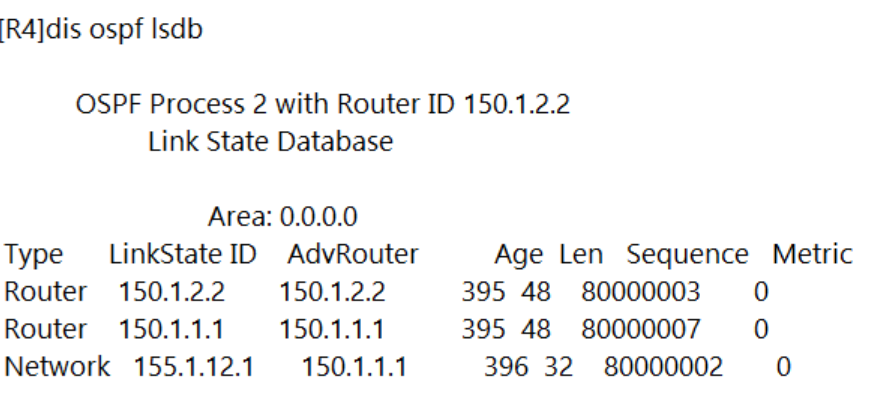 [R4]dis ospf lsdb
OSPF Process 2 with Router ID 150.1.2.2
Link State Database
Area: 0.0.0.0
Type LinkState ID AdvRouter Age Len Sequence Metric
Router 150.1.2.2 150.1.2.2 395 48 80000003 0
Router 150.1.1.1 150.1.1.1 395 48 80000007 0
Network 155.1.12.1 150.1.1.1 396 32 80000002 0